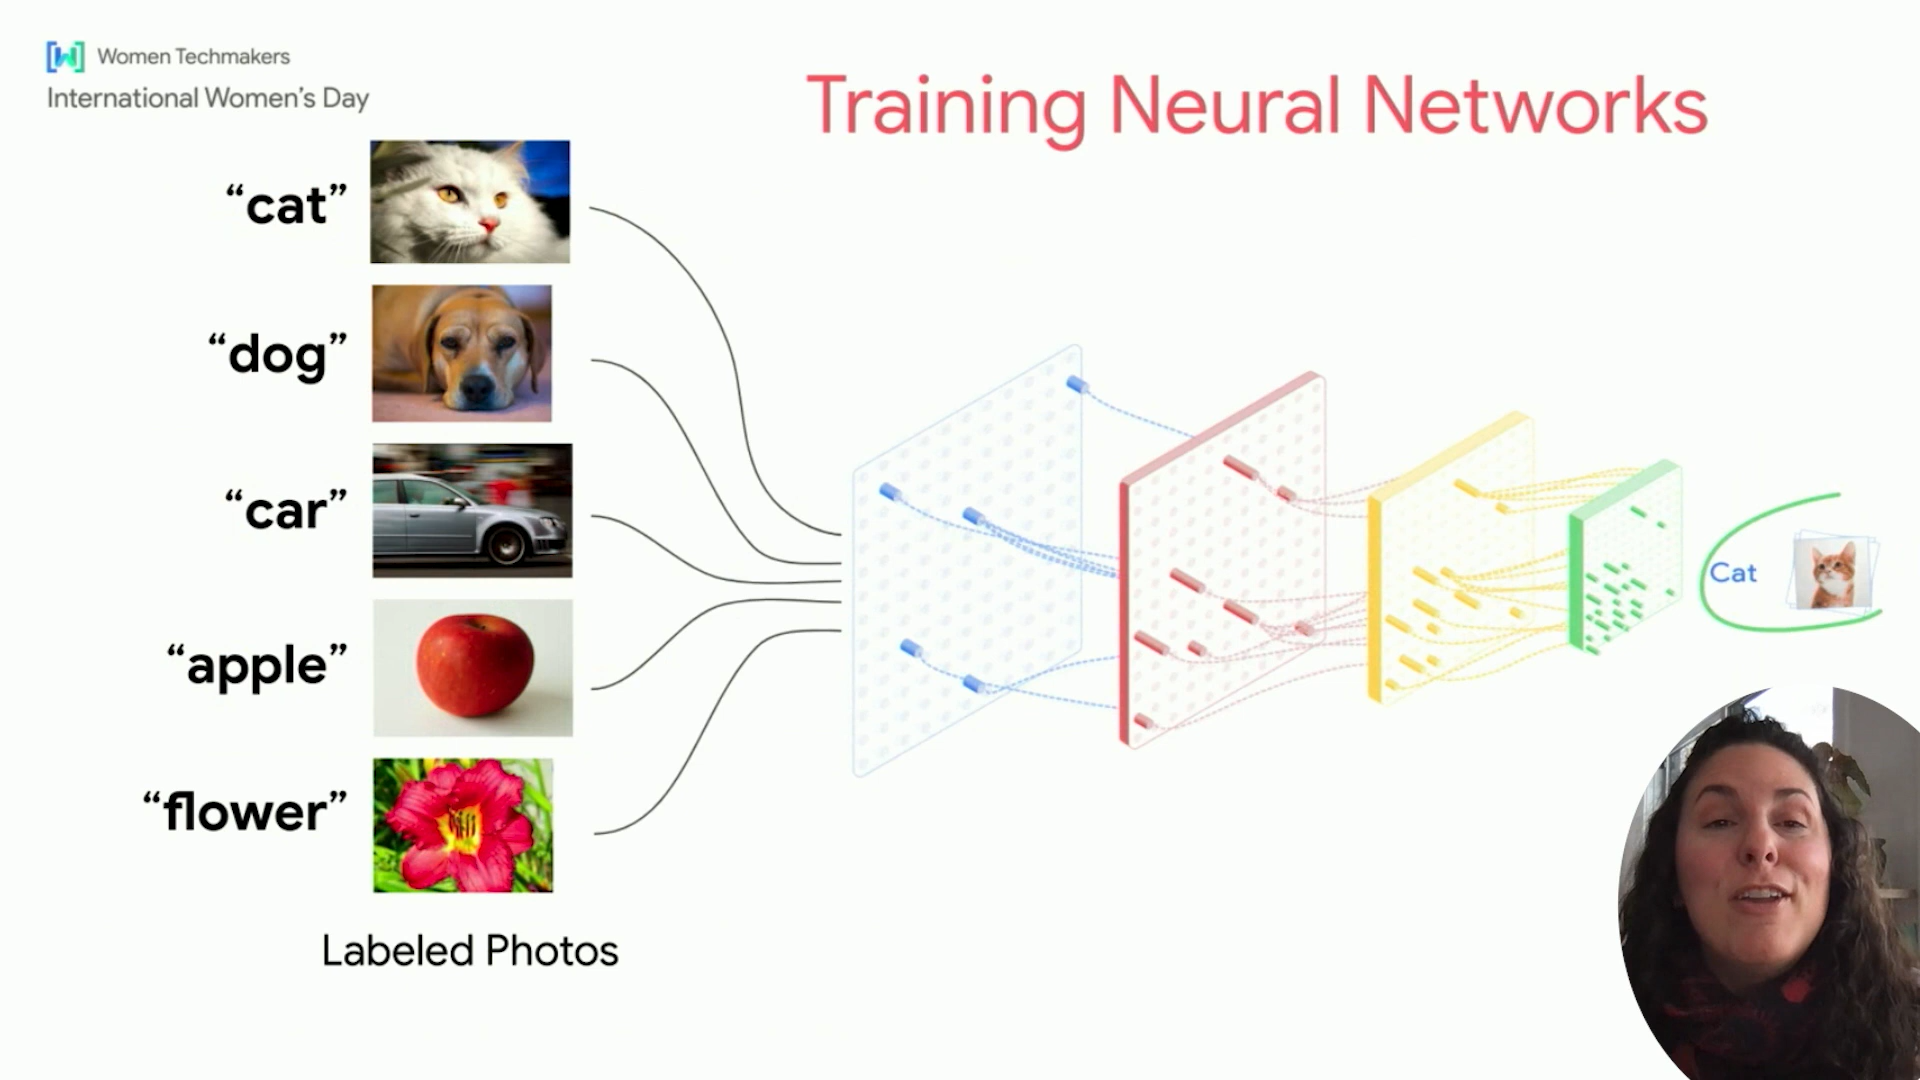 Women Techmakers
International Women's Day
Training Neural Networks
“cat”
“dog”
“car”
“apple”
“flower”
Labeled Photos
Cat